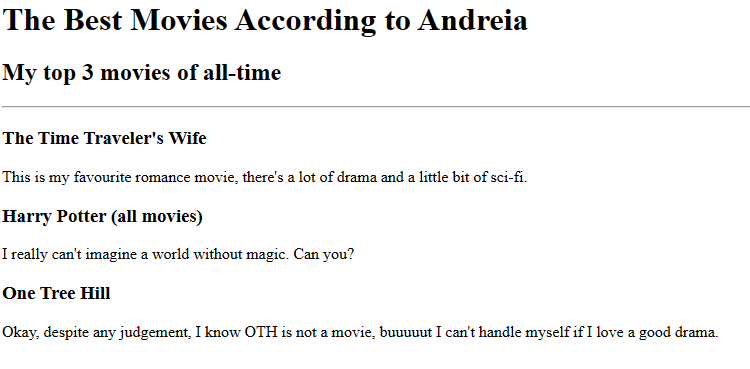 The Best Movies According to Andreia
My top 3 movies of all-time
The Time Traveler's Wife
This is my favourite romance movie, there's a lot of drama and a little bit of sci-fi.
Harry Potter (all movies)
I really can't imagine a world without magic. Can you?
One Tree Hill
Okay, despite any judgement, I know OTH is not a movie, buuuuut I can't handle myself if I love a good drama.